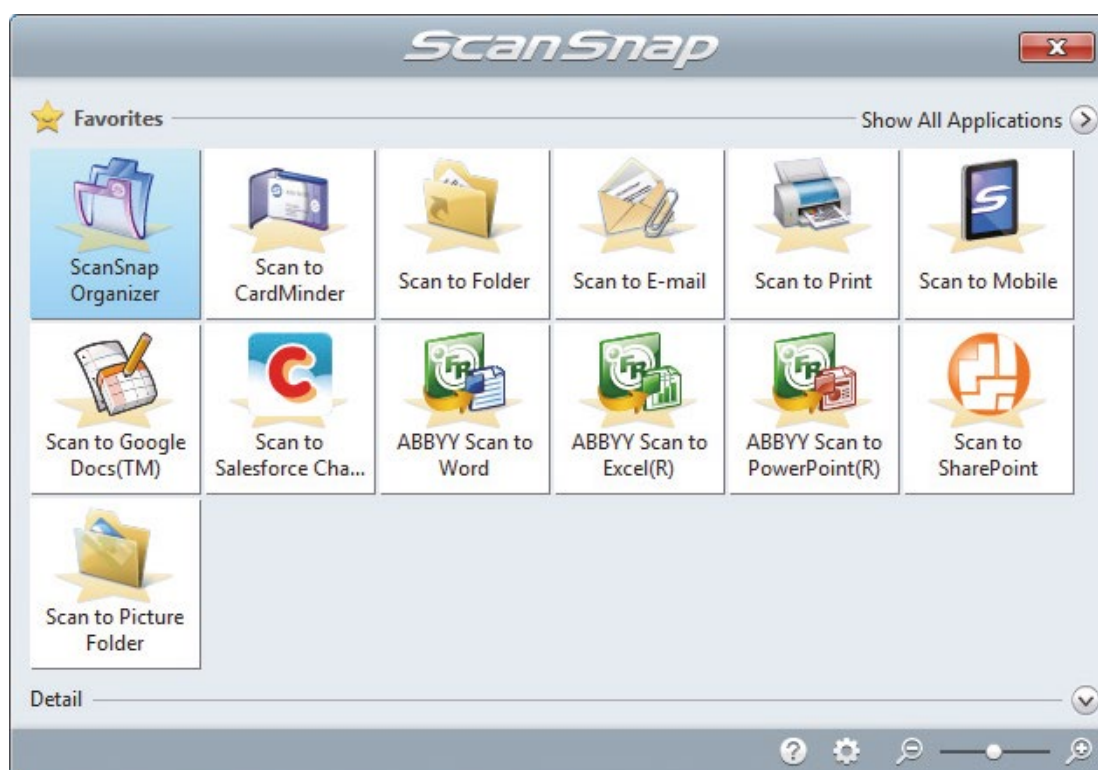 ScanSnap
Favorites
Show All Applications
ScanSnap
Organizer
Scan to
CardMinder
Scan to Folder
Scan to E-mail
Scan to Print
Scan to Mobile
Scan to Google
Docs(TM)
Scan to
Salesforce Cha...
ABBYY Scan to
Word
ABBYY Scan to
Excel(R)
ABBYY Scan to
PowerPoint(R)
Scan to
SharePoint
Scan to Picture
Folder
Detail